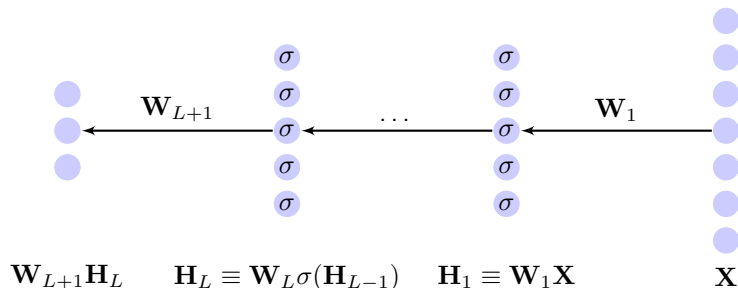 σ σ
σ σ
W_{L+1} σ … σ W_1
σ σ
σ σ
W_{L+1}H_L H_L ≡ W_Lσ(H_{L−1}) H_1 ≡ W_1X X